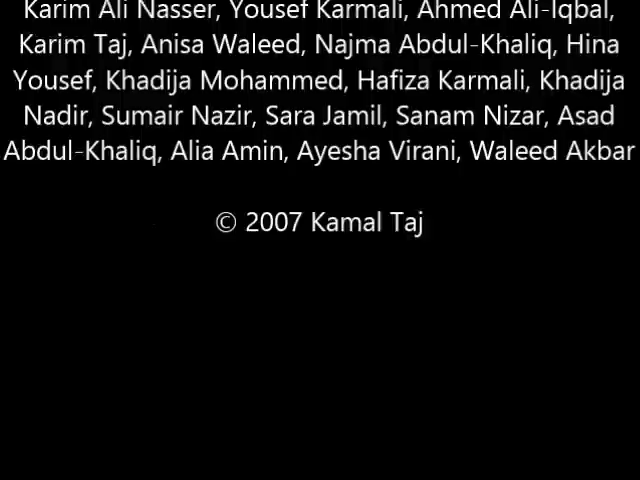 Karim Ali Nasser, Yousef Karmali, Ahmed Ali-Iqbal,
Karim Taj, Anisa Waleed, Najma Abdul-Khaliq, Hina
Yousef, Khadija Mohammed, Hafiza Karmali, Khadija
Nadir, Sumair Nazir, Sara Jamil, Sanam Nizar, Asad
Abdul-Khaliq, Alia Amin, Ayesha Virani, Waleed Akbar
© 2007 Kamal Taj